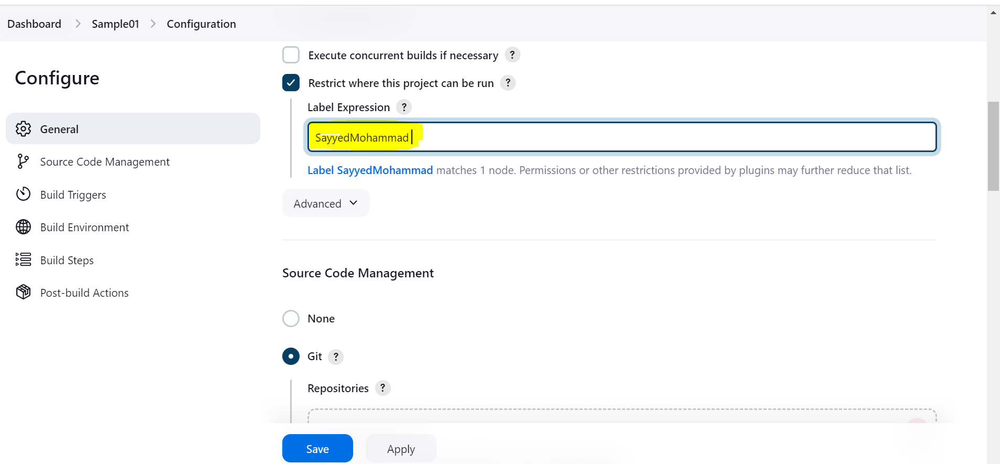 Dashboard > Sample01 > Configuration
Configure
General
Source Code Management
Build Triggers
Build Environment
Build Steps
Post-build Actions
Execute concurrent builds if necessary ?
Restrict where this project can be run ?
Label Expression ?
SayyedMohammad
Label SayyedMohammad matches 1 node. Permissions or other restrictions provided by plugins may further reduce that list.
Advanced
Source Code Management
None
Git ?
Repositories ?
Save Apply